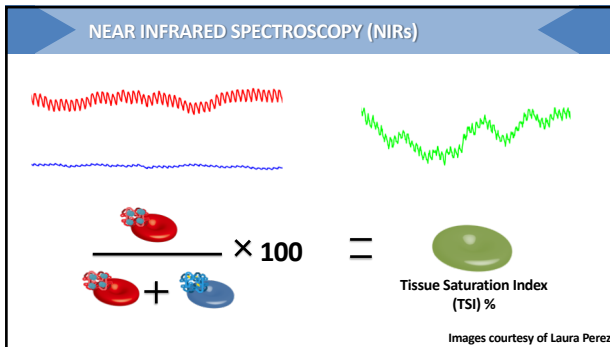 NEAR INFRARED SPECTROSCOPY (NIRs)
+
× 100
=
Tissue Saturation Index
(TSI) %
Images courtesy of Laura Perez